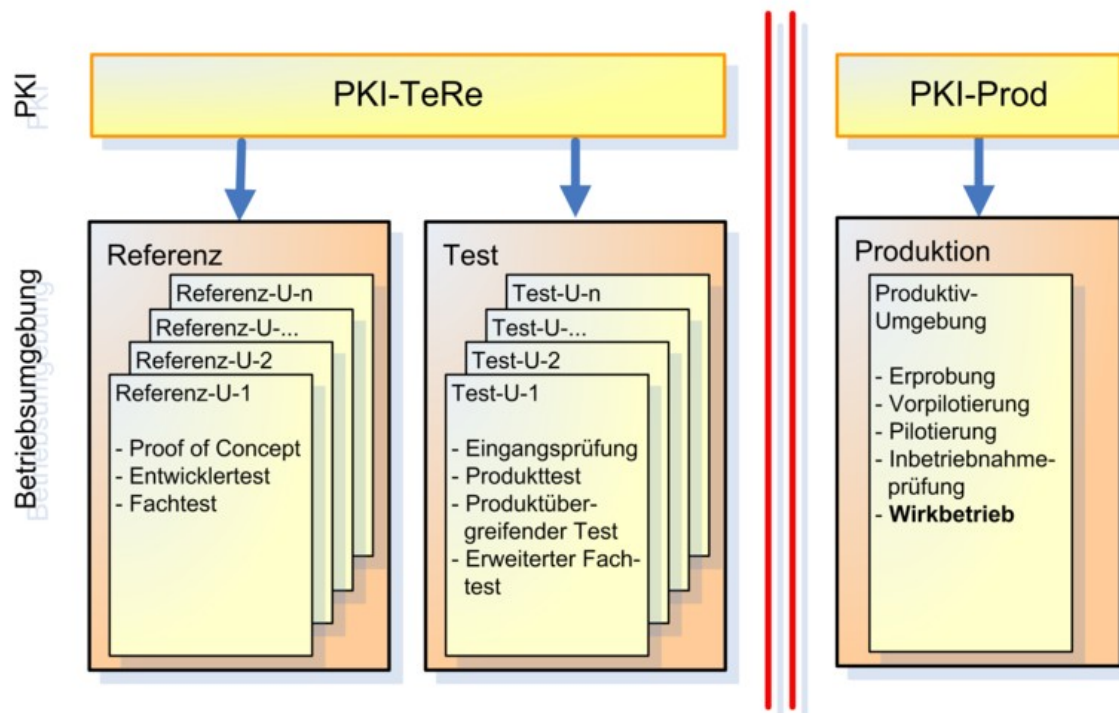 PKI
PKI-TeRe
PKI-Prod
Betriebsumgebung
Referenz
Referenz-U-n
Referenz-U-...
Referenz-U-2
Referenz-U-1
- Proof of Concept
- Entwicklertest
- Fachtest
Test
Test-U-n
Test-U-...
Test-U-2
Test-U-1
- Eingangsprüfung
- Produkttest
- Produktüber-
greifender Test
- Erweiterter Fach-
test
Produktion
Produktiv-
Umgebung
- Erprobung
- Vorpilotierung
- Pilotierung
- Inbetriebnahme-
prüfung
- Wirkbetrieb